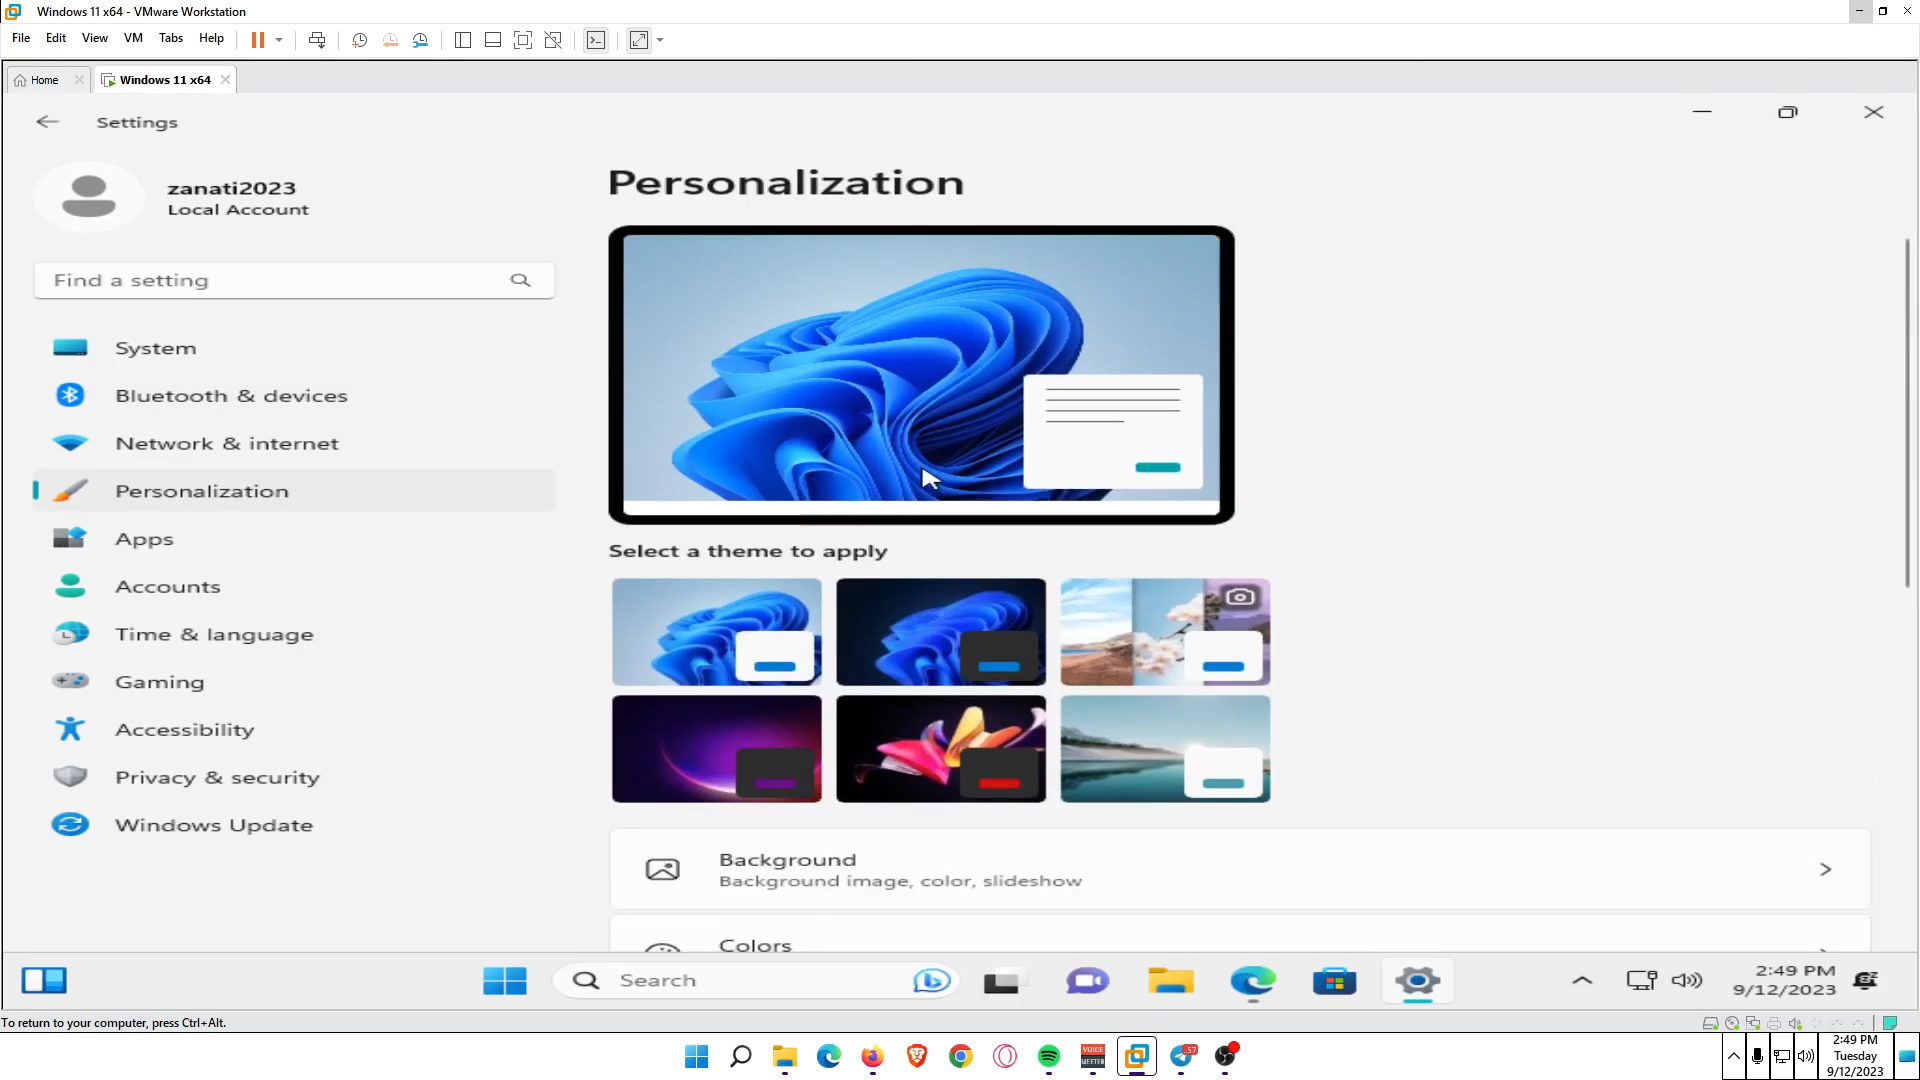 Windows 11 x64 - VMware Workstation
File Edit View VM Tabs Help
Home
Windows 11 x64
Settings
zanati2023
Local Account
Find a setting
System
Bluetooth & devices
Network & internet
Personalization
Apps
Accounts
Time & language
Gaming
Accessibility
Privacy & security
Windows Update
Personalization
Select a theme to apply
Background
Background image, color, slideshow
Colors
Search
2:49 PM
9/12/2023
To return to your computer, press Ctrl+Alt.
VOICE
MEETER
57
2:49 PM
Tuesday
9/12/2023